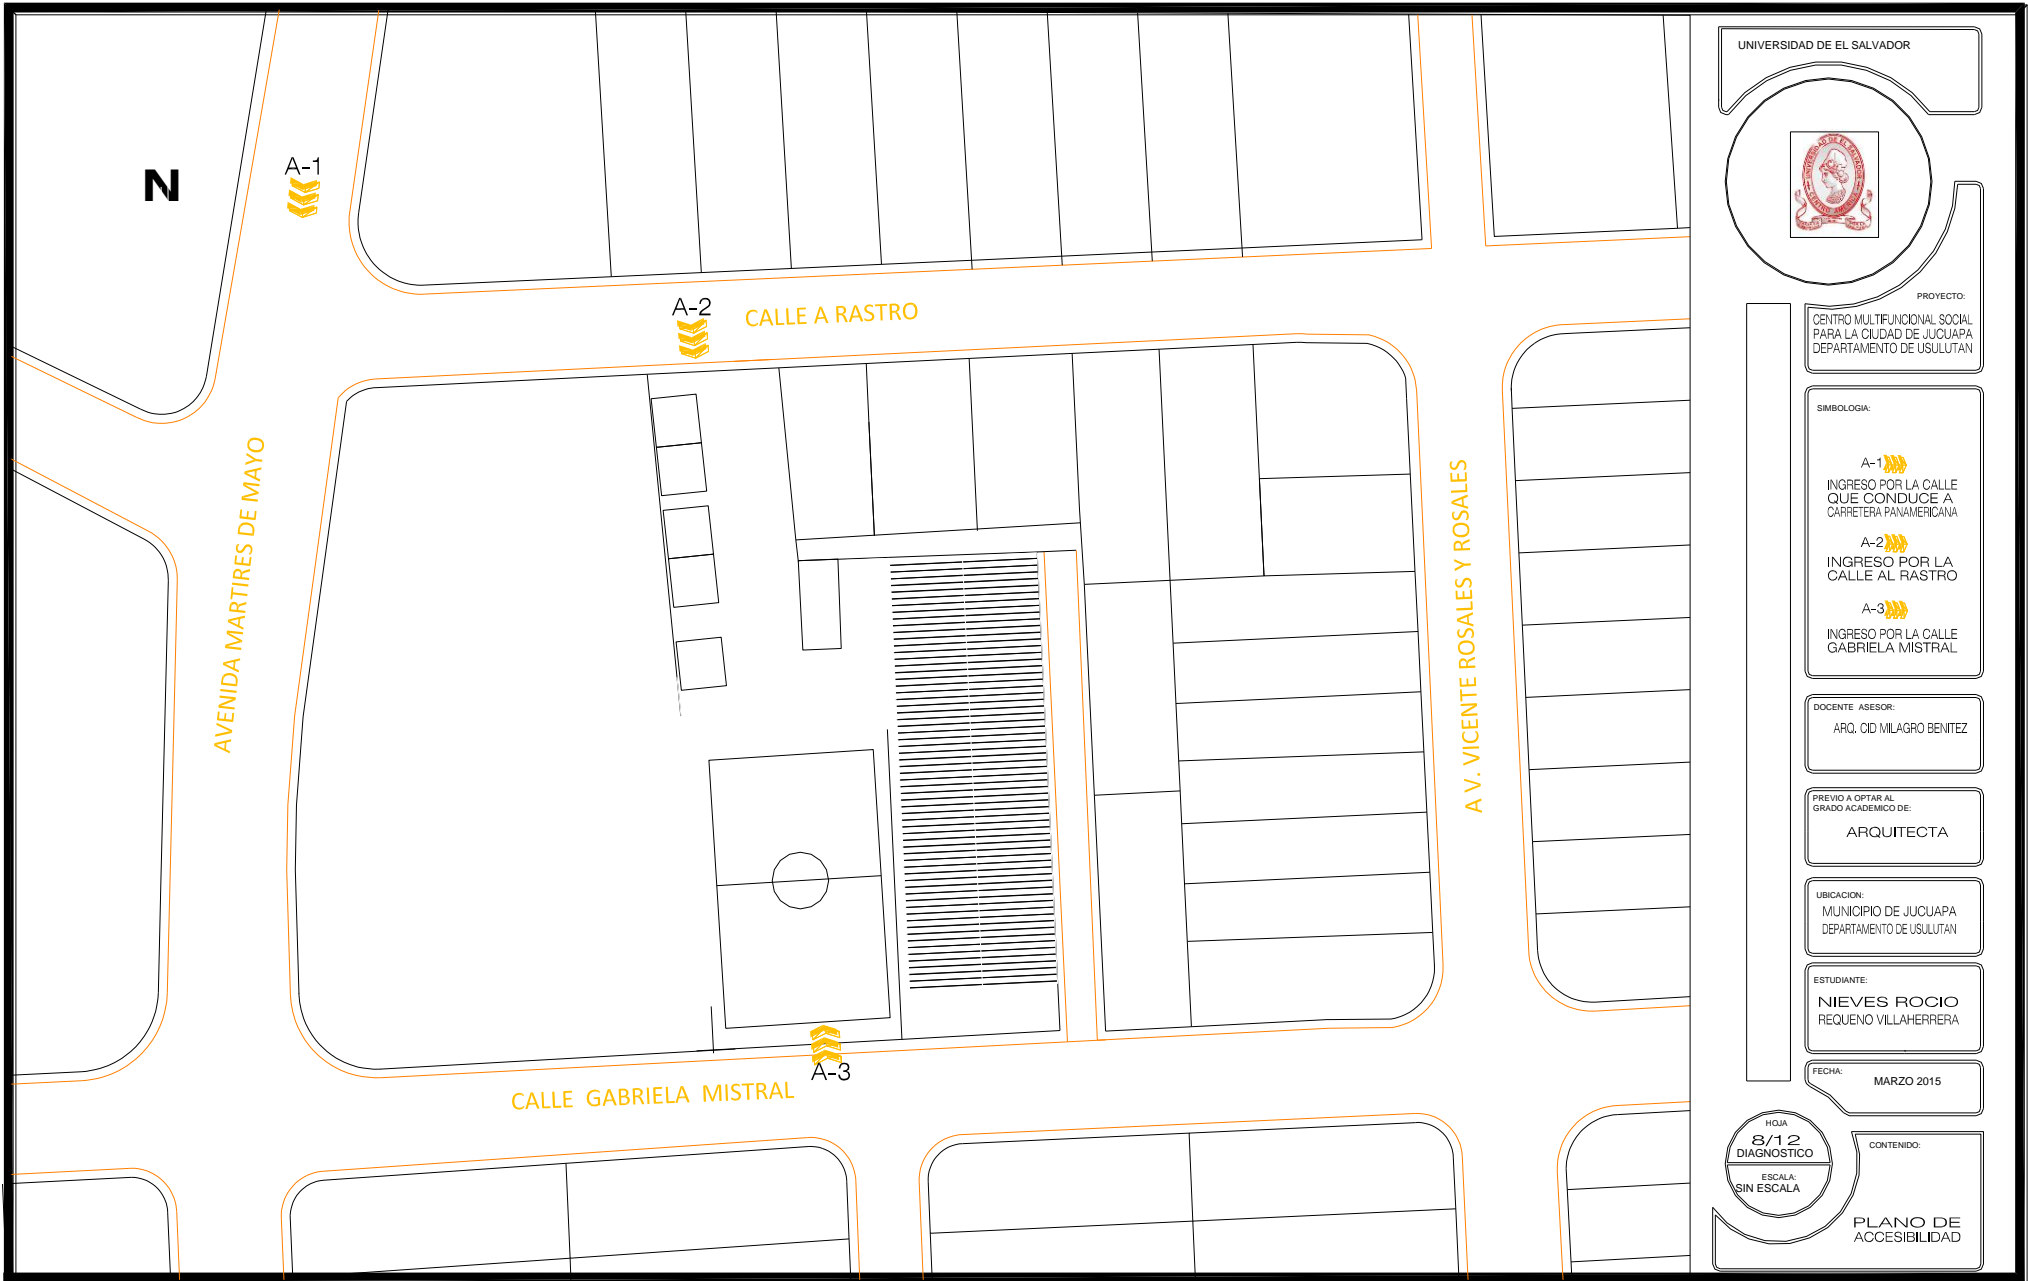 N
A-1
A-2
CALLE A RASTRO
AVENIDA MARTIRES DE MAYO
A V. VICENTE ROSALES Y ROSALES
A-3
CALLE GABRIELA MISTRAL
UNIVERSIDAD DE EL SALVADOR
PROYECTO:
CENTRO MULTIFUNCIONAL SOCIAL
PARA LA CIUDAD DE JUCUAPA
DEPARTAMENTO DE USULUTAN
SIMBOLOGIA:
A-1
INGRESO POR LA CALLE
QUE CONDUCE A
CARRETERA PANAMERICANA
A-2
INGRESO POR LA
CALLE AL RASTRO
A-3
INGRESO POR LA CALLE
GABRIELA MISTRAL
DOCENTE ASESOR:
ARQ. CID MILAGRO BENITEZ
PREVIO A OPTAR AL
GRADO ACADEMICO DE:
ARQUITECTA
UBICACION:
MUNICIPIO DE JUCUAPA
DEPARTAMENTO DE USULUTAN
ESTUDIANTE:
NIEVES ROCIO
REQUENO VILLAHERRERA
FECHA:
MARZO 2015
HOJA
8/12
DIAGNOSTICO
ESCALA:
SIN ESCALA
CONTENIDO:
PLANO DE
ACCESIBILIDAD